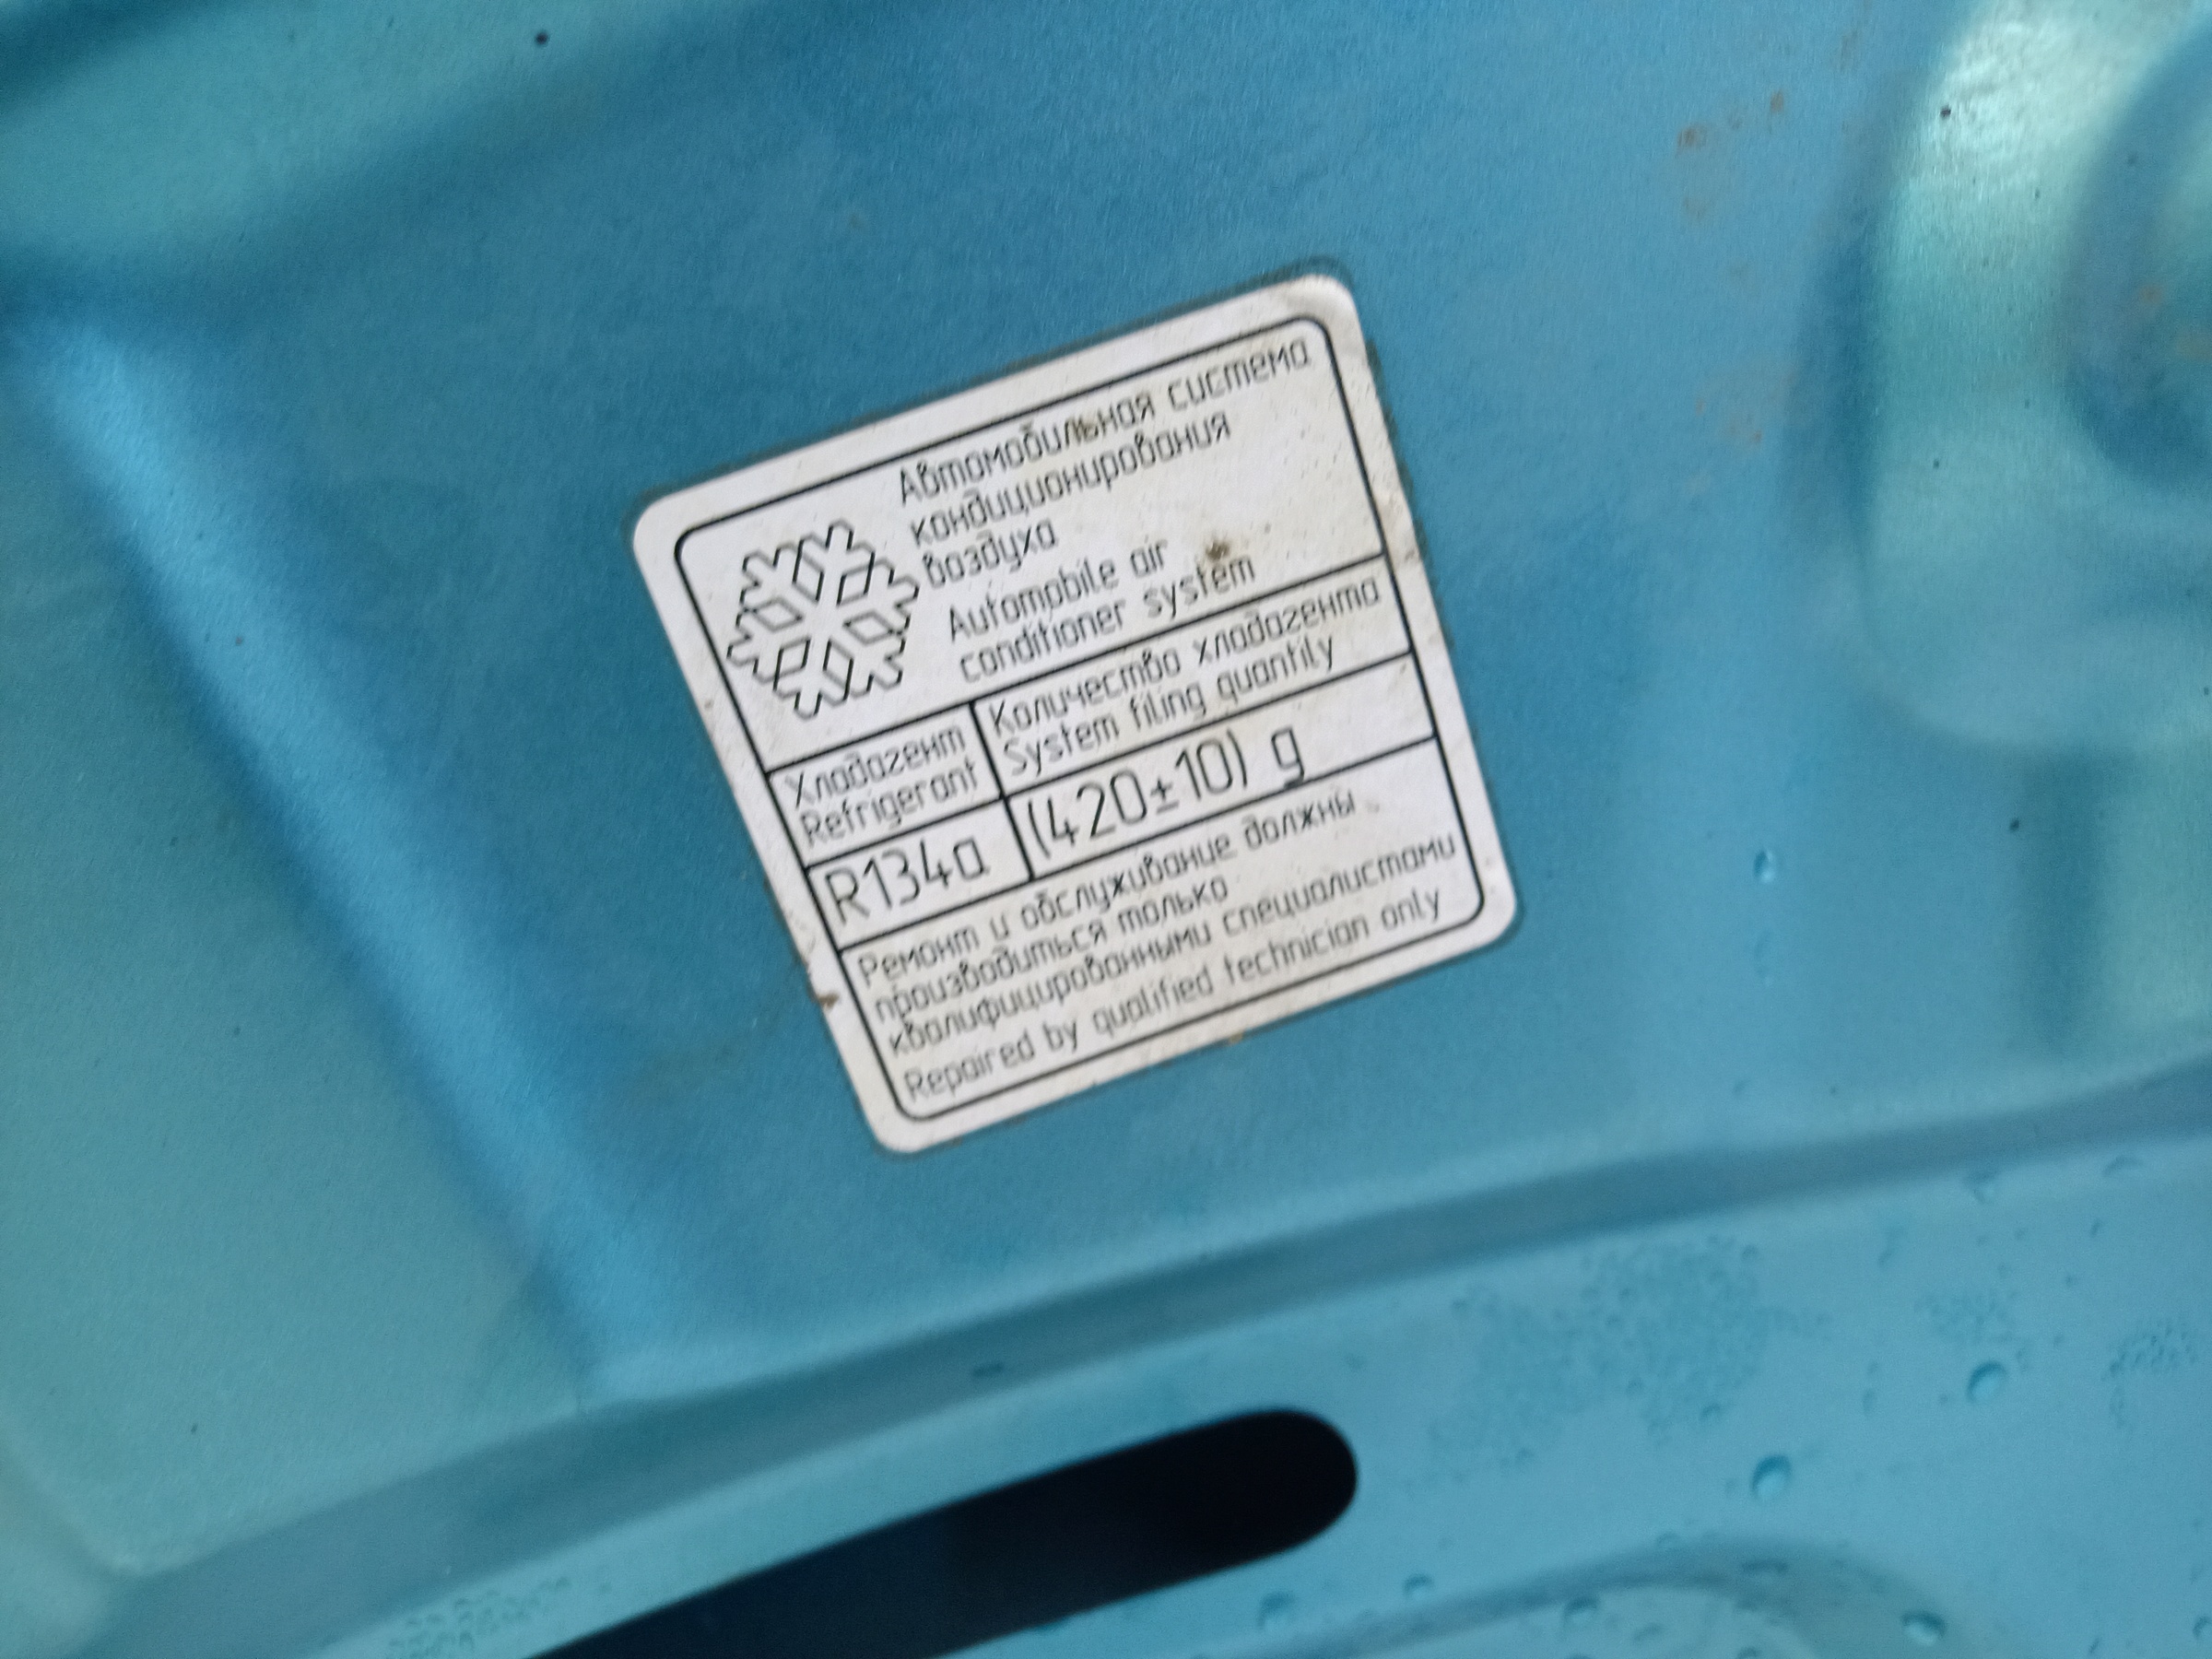 Автомобильная система
кондиционирования
воздуха
Automobile air
conditioner system
Хладагент
Refrigerant
Количество хладагента
System filing quantity
R134a
(420±10) g
Ремонт и обслуживание должны
производиться только
квалифицированными специалистами
Repaired by qualified technician only